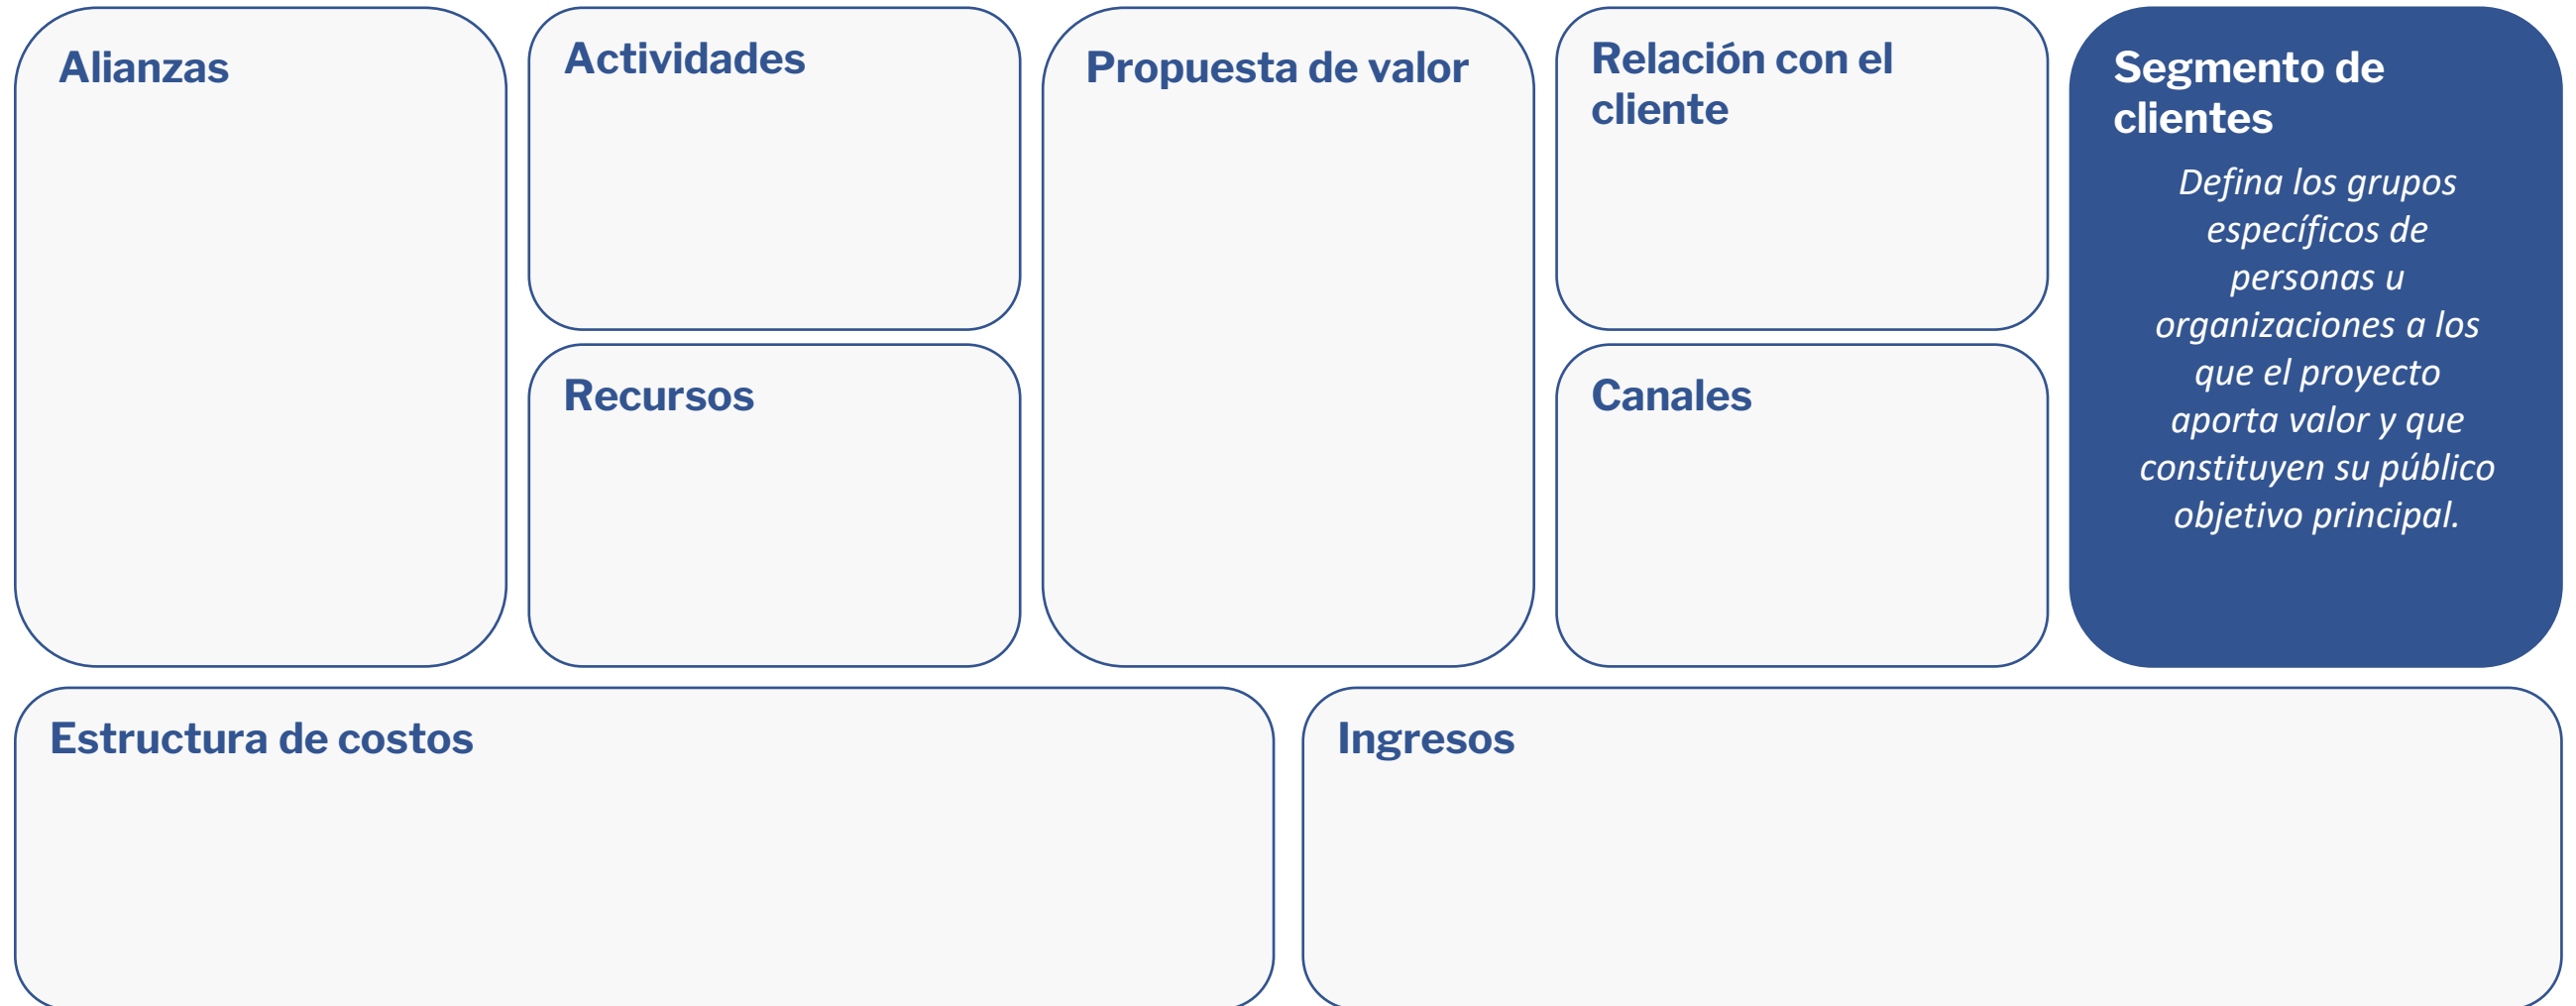 Alianzas
Actividades
Recursos
Propuesta de valor
Relación con el
cliente
Canales
Segmento de
clientes
Defina los grupos
específicos de
personas u
organizaciones a los
que el proyecto
aporta valor y que
constituyen su público
objetivo principal.
Estructura de costos
Ingresos